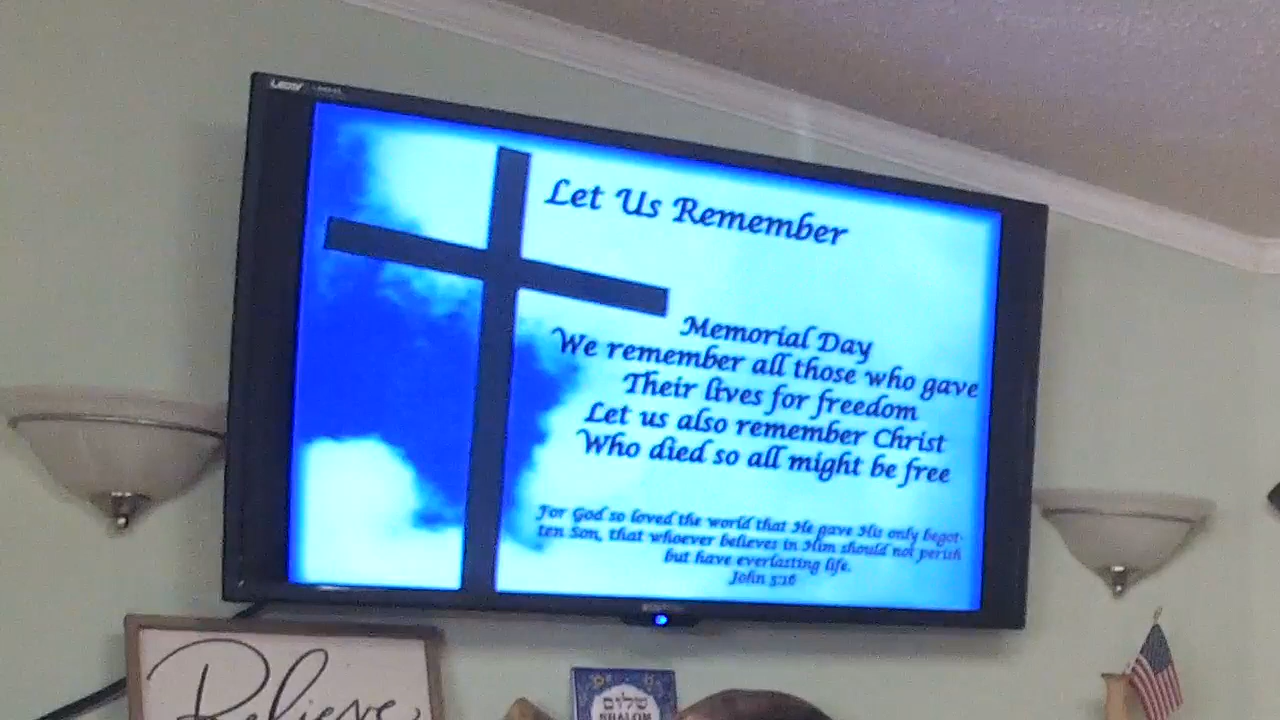 Let Us Remember
Memorial Day
We remember all those who gave
Their lives for freedom
Let us also remember Christ
Who died so all might be free
For God so loved the world that He gave His only begot-
ten Son, that whoever believes in Him should not perish
but have everlasting life.
John 3:16
Believe,
שלום
SHALOM